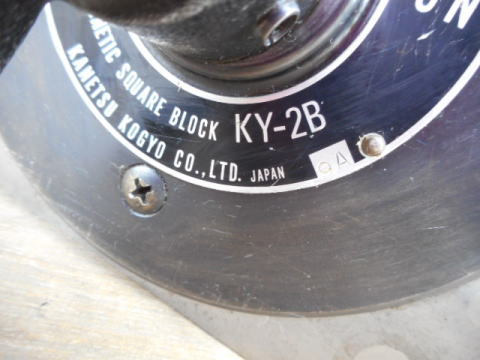 SQUARE BLOCK KY-2B
KANETSU KOGYO CO.,LTD. JAPAN